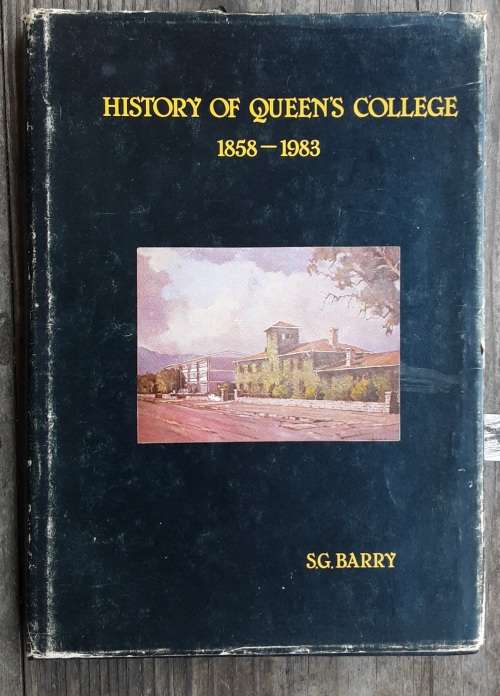 HISTORY OF QUEEN'S COLLEGE
1858-1983
S.G. BARRY